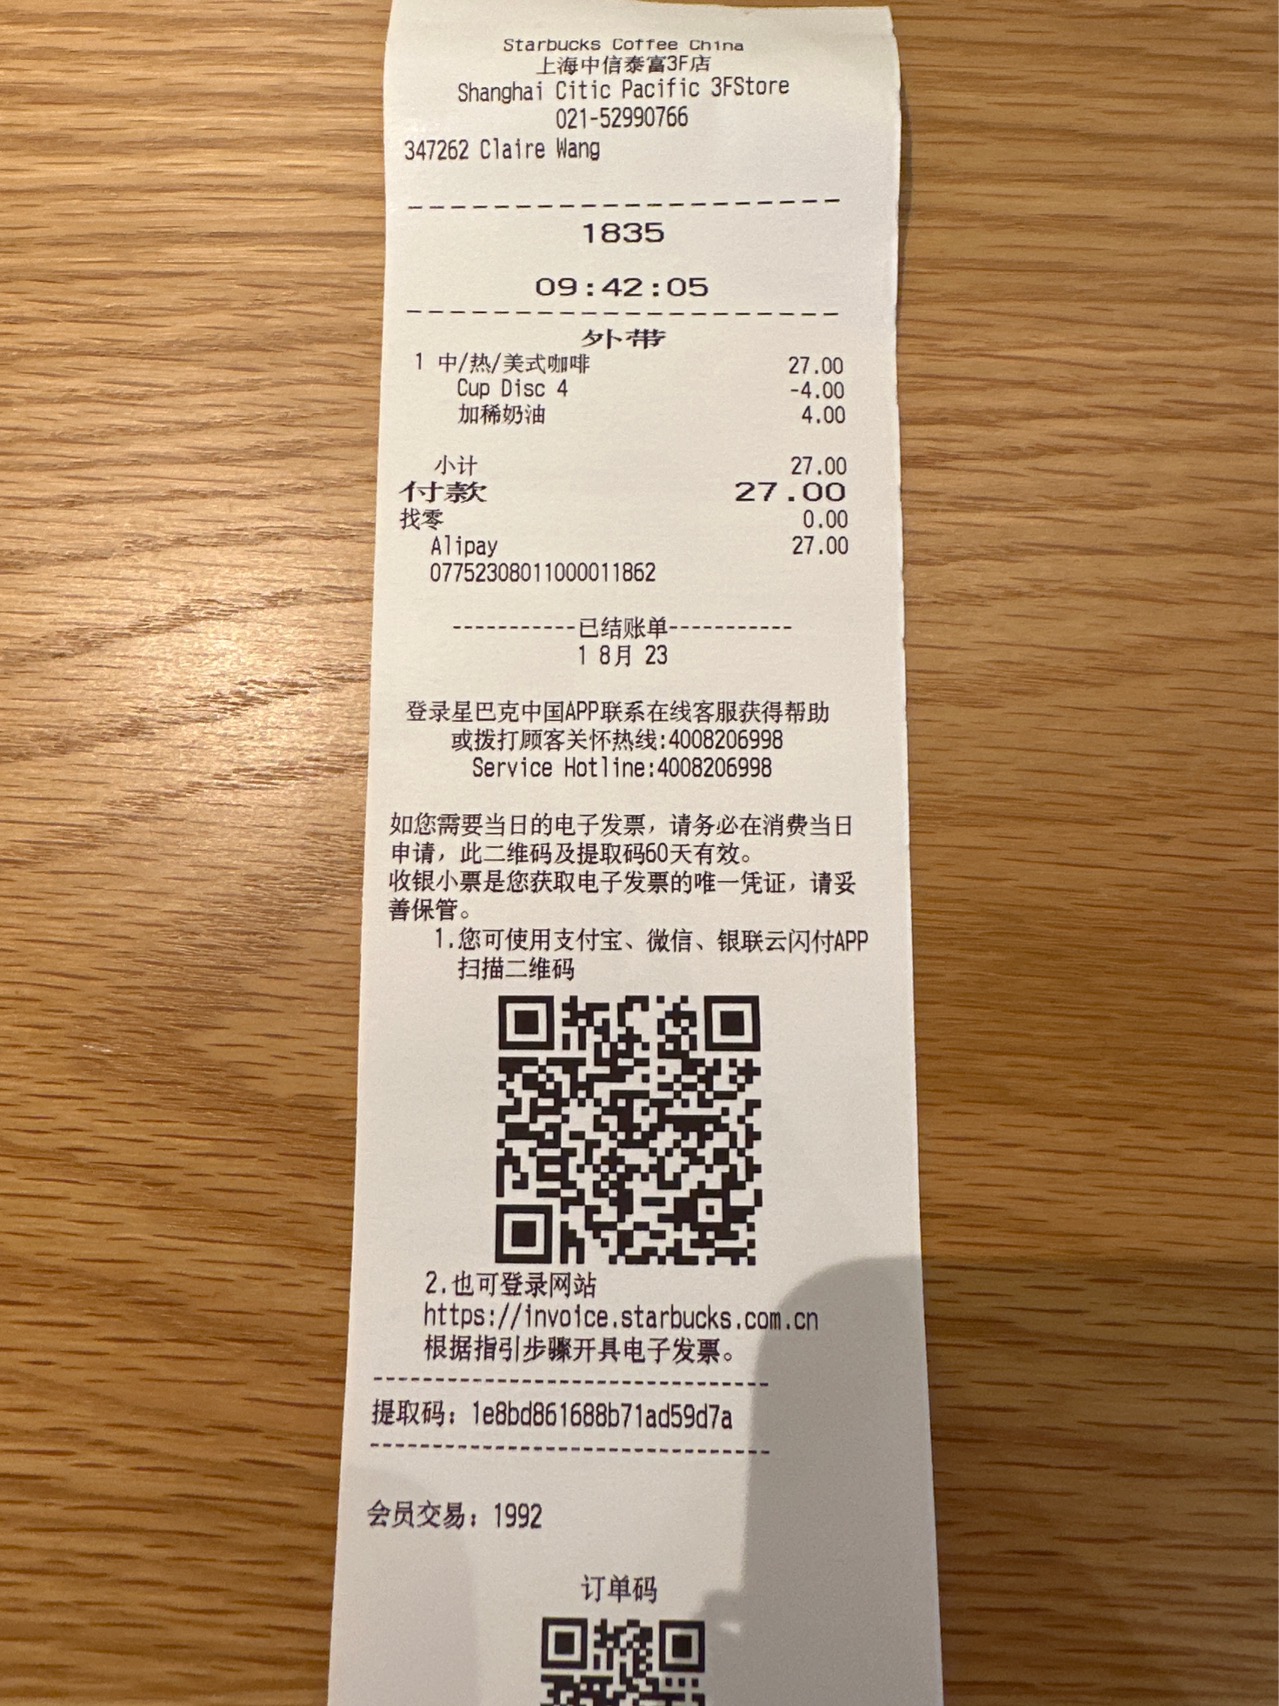 Starbucks Coffee China
上海中信泰富3F店
Shanghai Citic Pacific 3FStore
021-52990766
347262 Claire Wang
--------------------
1835
09:42:05
--------------------
外带
1 中/热/美式咖啡 27.00
Cup Disc 4 -4.00
加稀奶油 4.00
小计 27.00
付款 27.00
找零 0.00
Alipay 27.00
07752308011000011862
-----------已结账单-----------
1 8月 23
登录星巴克中国APP联系在线客服获得帮助
或拨打顾客关怀热线:4008206998
Service Hotline:4008206998
如您需要当日的电子发票，请务必在消费当日
申请，此二维码及提取码60天有效。
收银小票是您获取电子发票的唯一凭证，请妥
善保管。
1.您可使用支付宝、微信、银联云闪付APP
扫描二维码
2.也可登录网站
https://invoice.starbucks.com.cn
根据指引步骤开具电子发票。
------------------------------
提取码：1e8bd861688b71ad59d7a
------------------------------
会员交易：1992
订单码